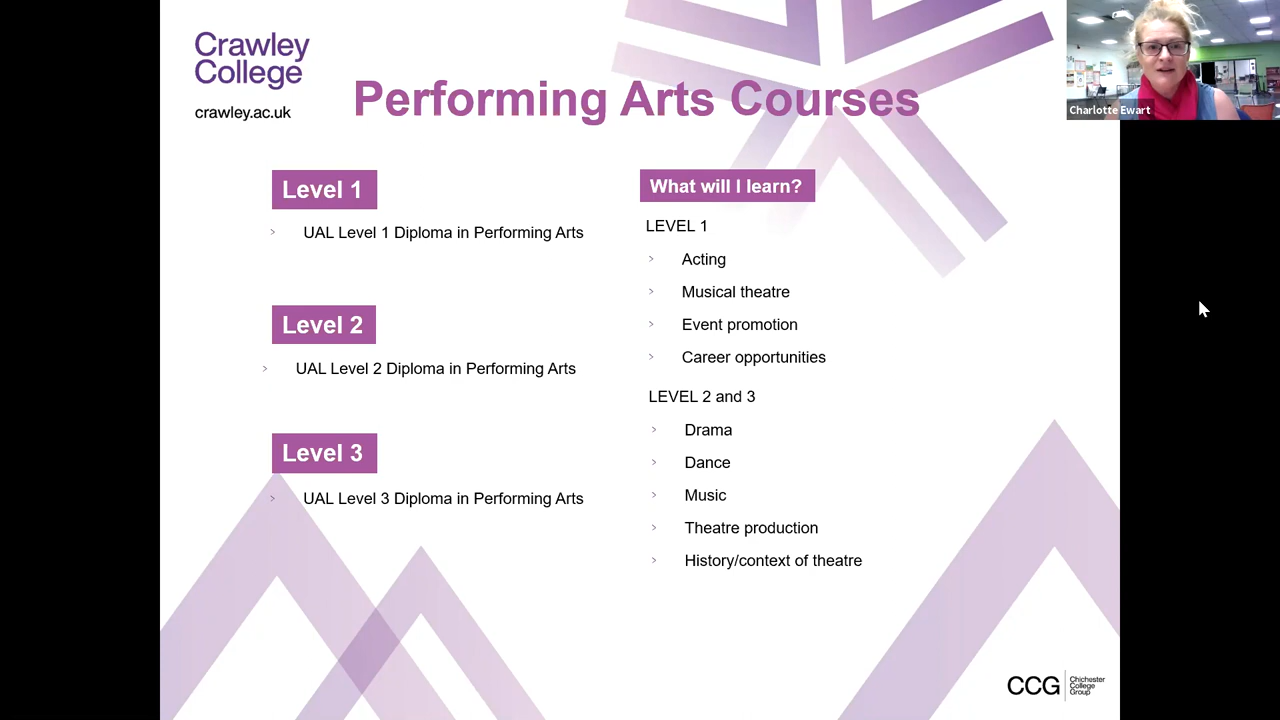 Crawley
College
crawley.ac.uk
Performing Arts Courses
Charlotte Ewart
Level 1
> UAL Level 1 Diploma in Performing Arts
Level 2
> UAL Level 2 Diploma in Performing Arts
Level 3
> UAL Level 3 Diploma in Performing Arts
What will I learn?
LEVEL 1
> Acting
> Musical theatre
> Event promotion
> Career opportunities
LEVEL 2 and 3
> Drama
> Dance
> Music
> Theatre production
> History/context of theatre
CCG
Chichester
College
Group